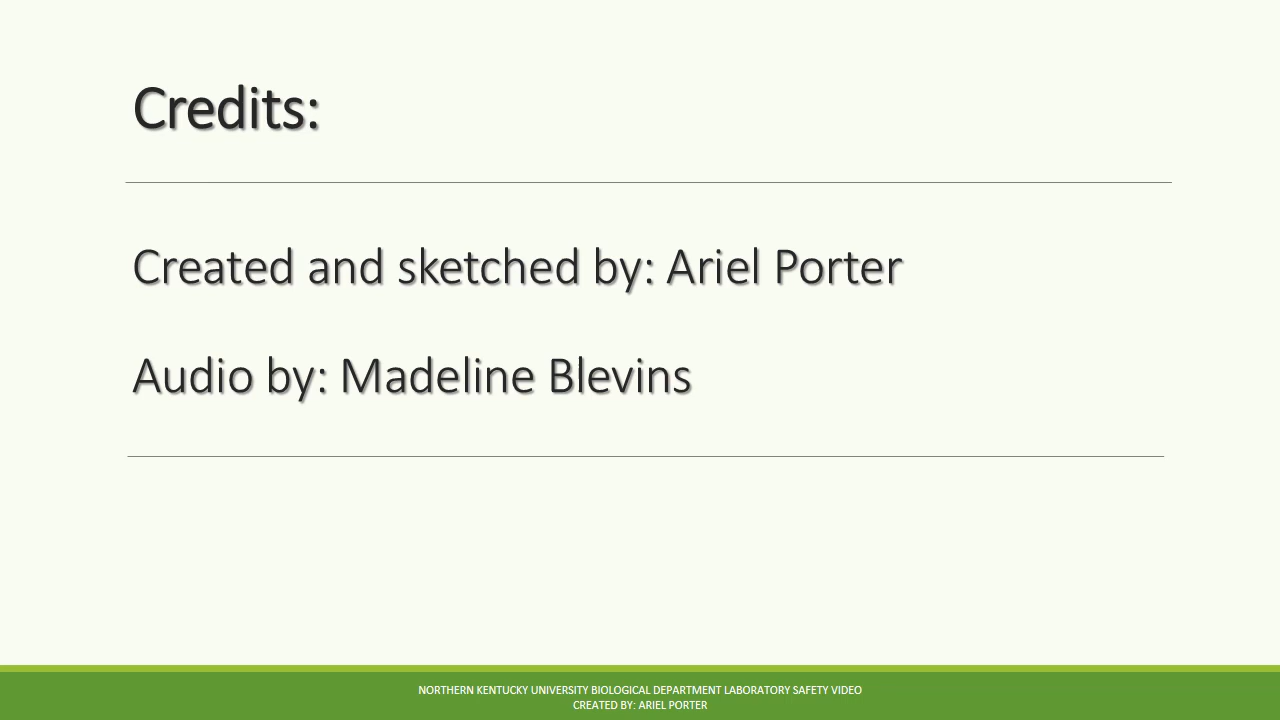 Credits:
Created and sketched by: Ariel Porter
Audio by: Madeline Blevins
NORTHERN KENTUCKY UNIVERSITY BIOLOGICAL DEPARTMENT LABORATORY SAFETY VIDEO
CREATED BY: ARIEL PORTER